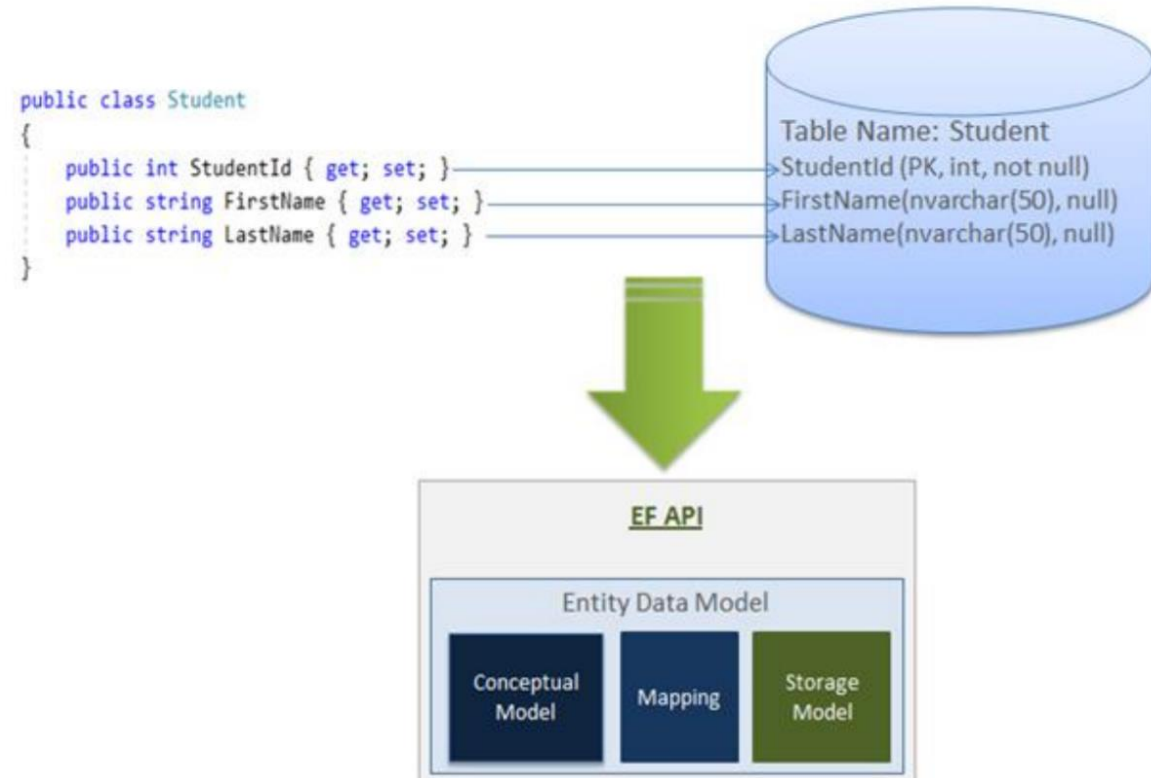 public class Student
{
public int StudentId { get; set; }
public string FirstName { get; set; }
public string LastName { get; set; }
}
Table Name: Student
StudentId (PK, int, not null)
FirstName(nvarchar(50), null)
LastName(nvarchar(50), null)
EF API
Entity Data Model
Conceptual
Model
Mapping
Storage
Model